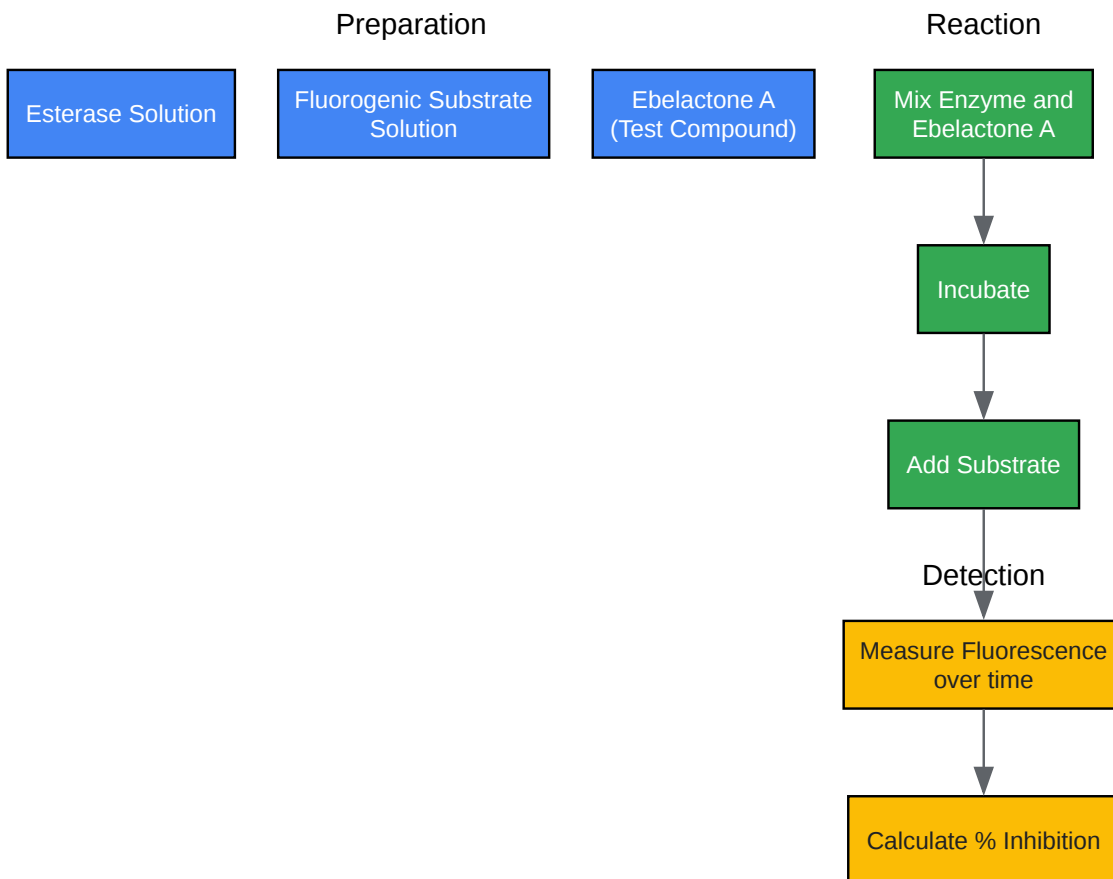 Preparation
Reaction
Esterase Solution
Fluorogenic Substrate
Solution
Ebelactone A
(Test Compound)
Mix Enzyme and
Ebelactone A
Incubate
Add Substrate
Detection
Measure Fluorescence
over time
Calculate % Inhibition